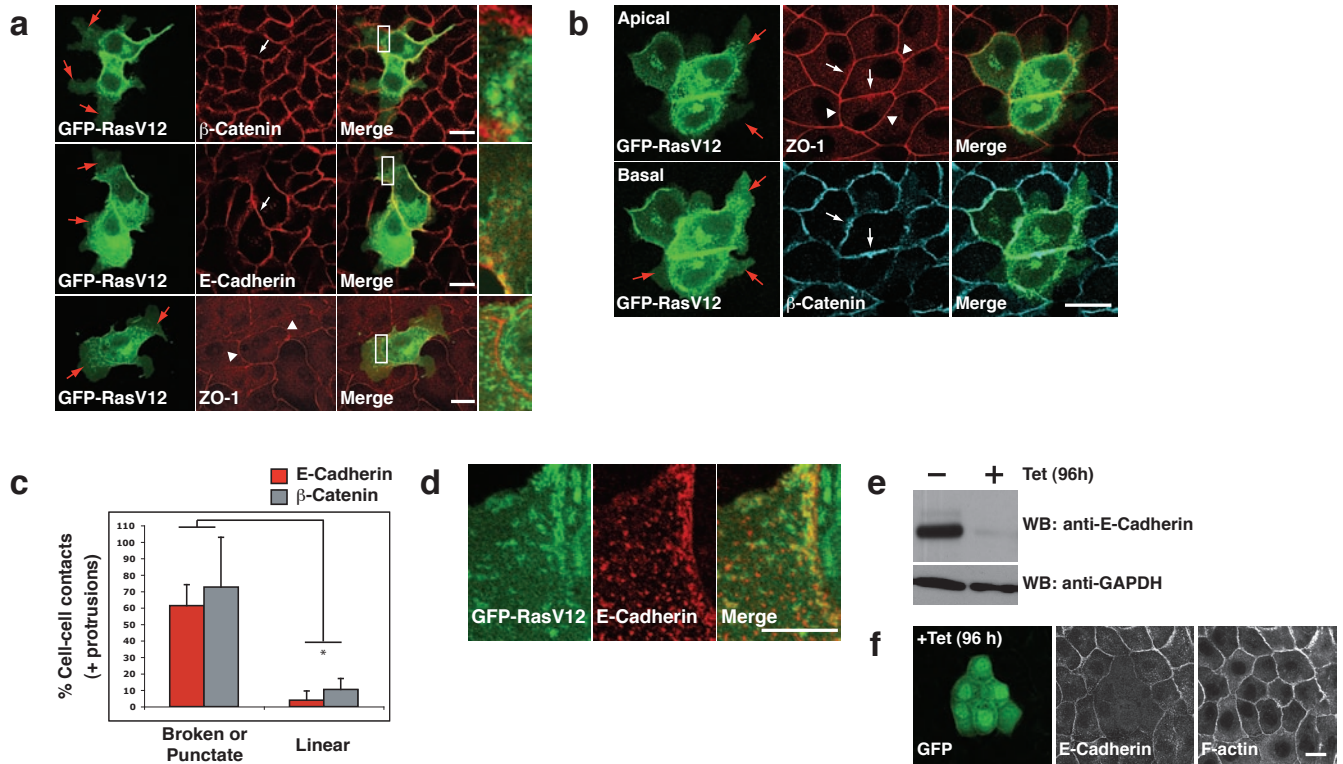 a
GFP-RasV12
β-Catenin
Merge
GFP-RasV12
E-Cadherin
Merge
GFP-RasV12
ZO-1
Merge
b
Apical
GFP-RasV12
ZO-1
Merge
Basal
GFP-RasV12
β-Catenin
Merge
c
E-Cadherin
β-Catenin
% Cell-cell contacts
(+ protrusions)
110
100
90
80
70
60
50
40
30
20
10
0
*
Broken or
Punctate
Linear
d
GFP-RasV12
E-Cadherin
Merge
e
− + Tet (96h)
WB: anti-E-Cadherin
WB: anti-GAPDH
f
+Tet (96 h)
GFP
E-Cadherin
F-actin